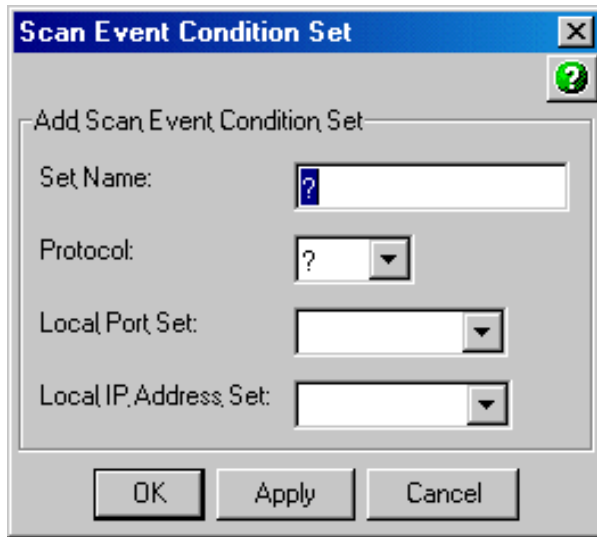 Scan Event Condition Set
?
Add Scan Event Condition Set
Set Name: ?
Protocol: ?
Local Port Set:
Local IP Address Set:
OK Apply Cancel